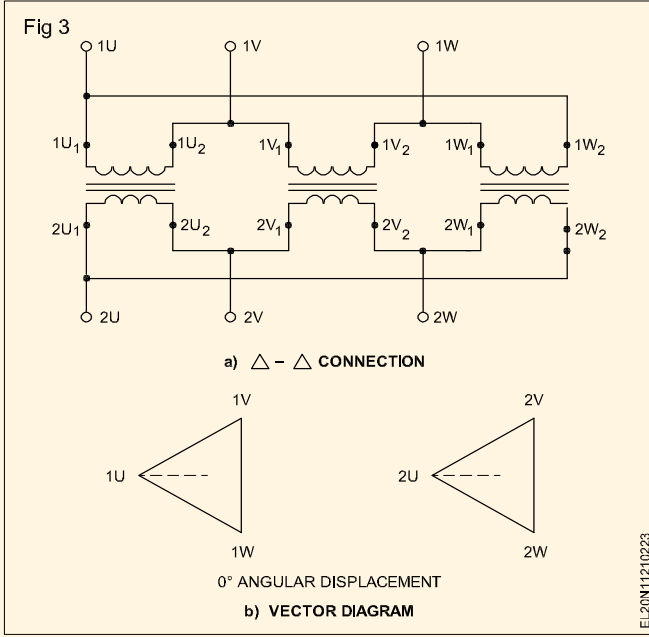 Fig 3
1U 1V 1W
1U1 1U2 1V1 1V2 1W1 1W2
2U1 2U2 2V1 2V2 2W1 2W2
2U 2V 2W
a) △ – △ CONNECTION
1V 2V
1U 2U
1W 2W
0° ANGULAR DISPLACEMENT
b) VECTOR DIAGRAM
EL20N11210223